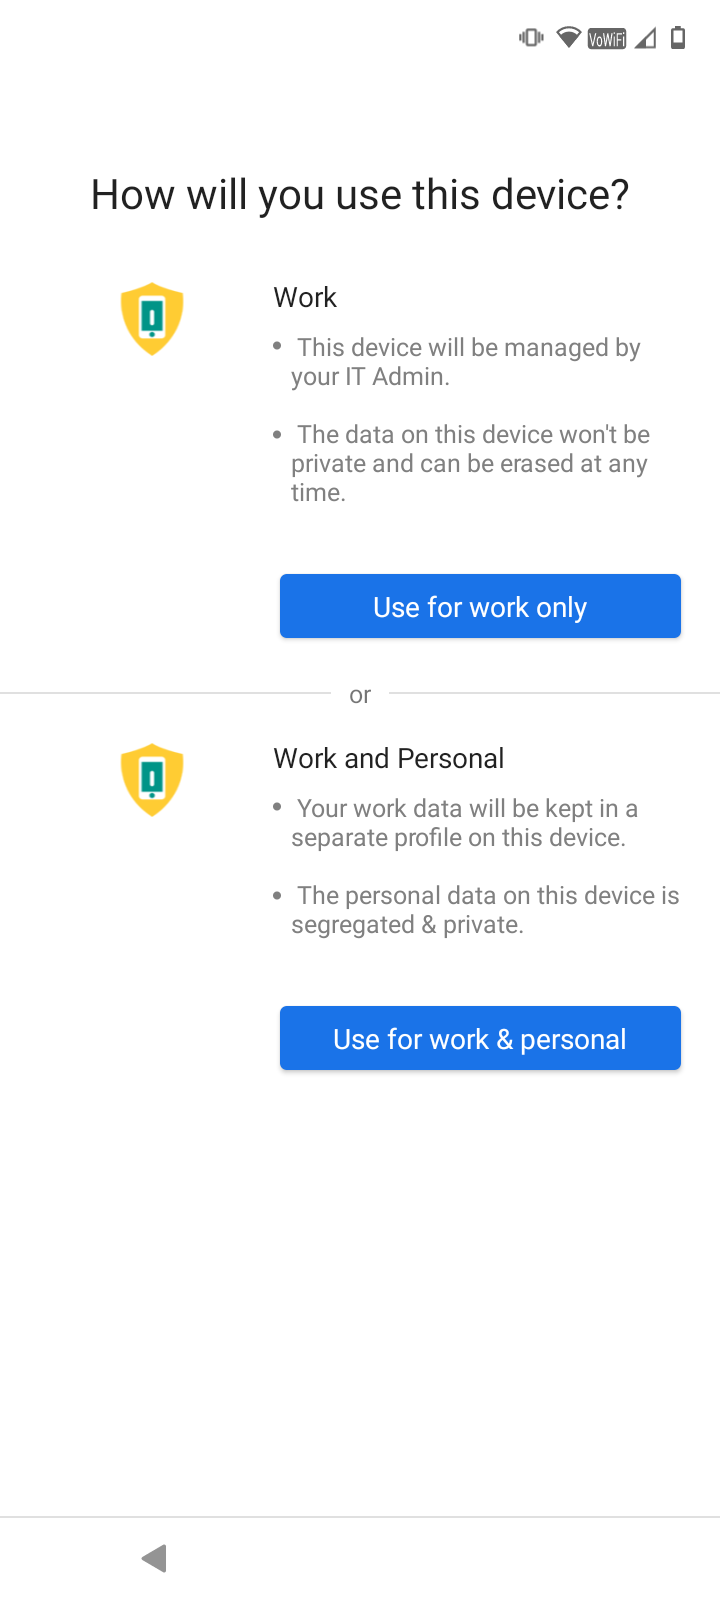 VoWiFi
How will you use this device?
Work
• This device will be managed by
your IT Admin.
• The data on this device won't be
private and can be erased at any
time.
Use for work only
or
Work and Personal
• Your work data will be kept in a
separate profile on this device.
• The personal data on this device is
segregated & private.
Use for work & personal